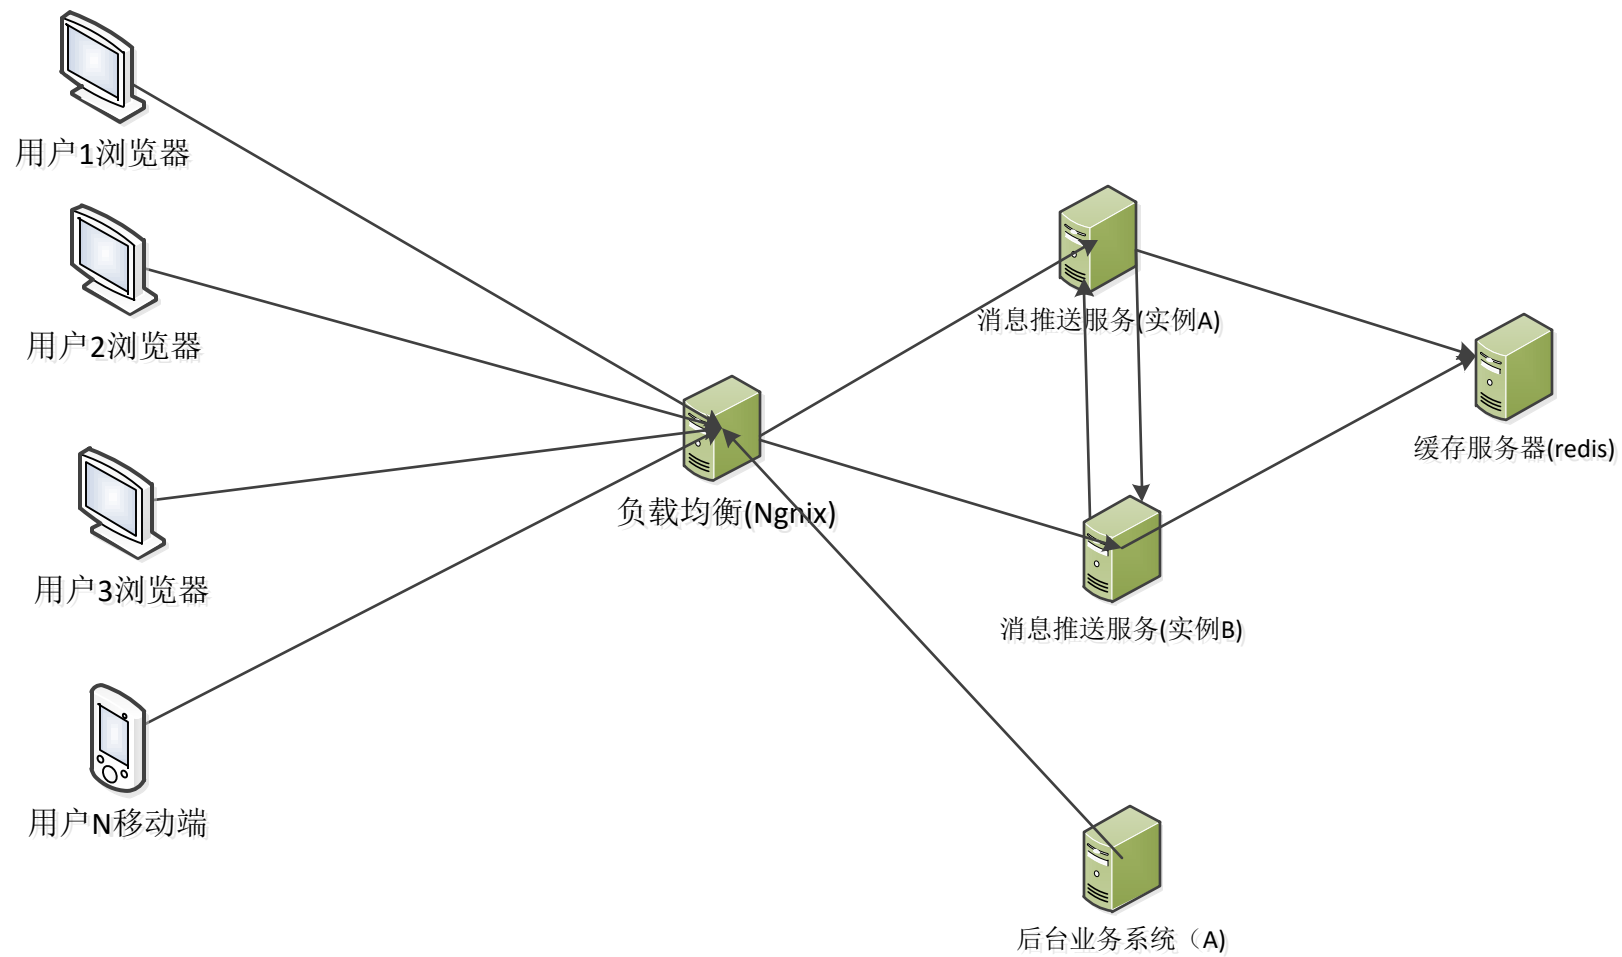 用户1浏览器
用户2浏览器
用户3浏览器
用户N移动端
负载均衡(Ngnix)
消息推送服务(实例A)
消息推送服务(实例B)
缓存服务器(redis)
后台业务系统（A)